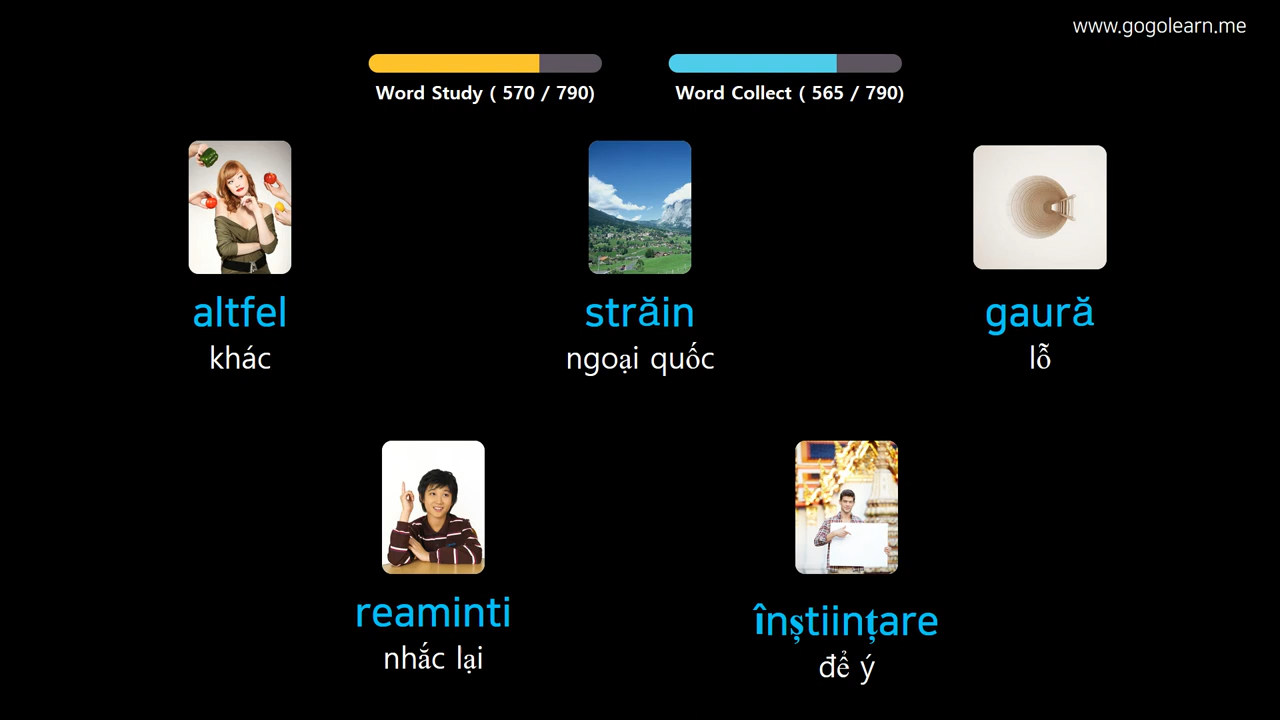 www.gogolearn.me
Word Study ( 570 / 790)
Word Collect ( 565 / 790)
altfel
khác
străin
ngoại quốc
gaură
lỗ
reaminti
nhắc lại
înștiințare
để ý